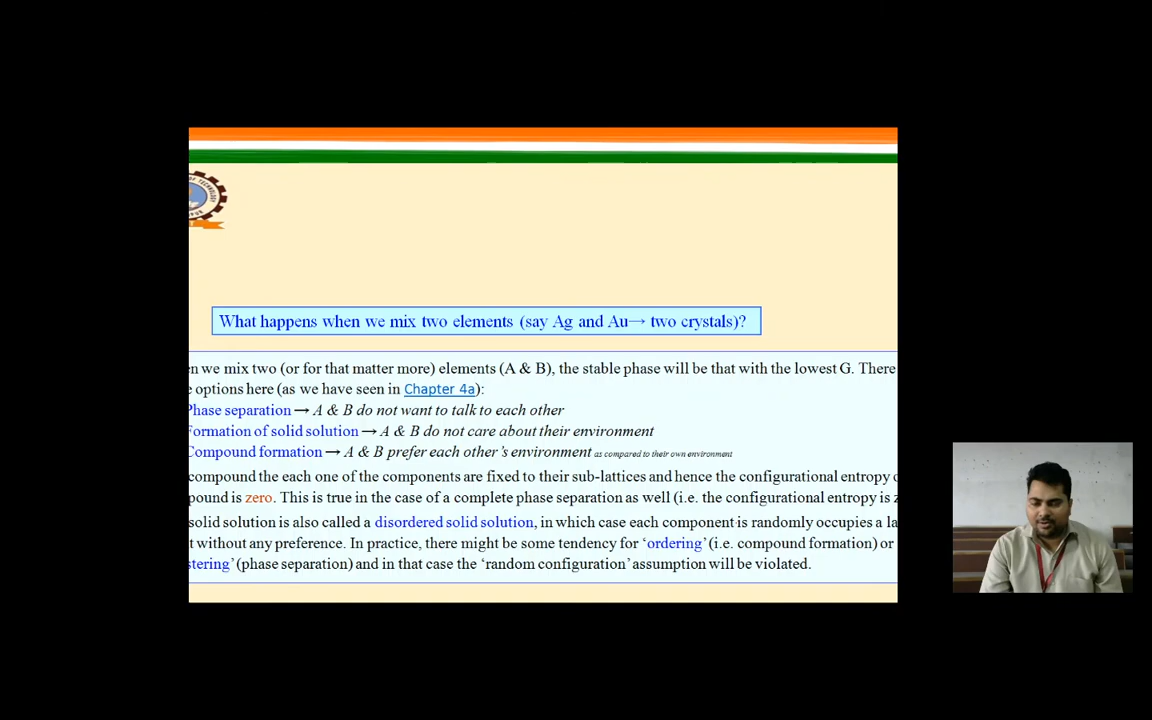 What happens when we mix two elements (say Ag and Au→ two crystals)?
we mix two (or for that matter more) elements (A & B), the stable phase will be that with the lowest G. There
options here (as we have seen in Chapter 4a):
Phase separation → A & B do not want to talk to each other
Formation of solid solution → A & B do not care about their environment
Compound formation → A & B prefer each other's environment as compared to their own environment
compound the each one of the components are fixed to their sub-lattices and hence the configurational entropy
is zero. This is true in the case of a complete phase separation as well (i.e. the configurational entropy is
solid solution is also called a disordered solid solution, in which case each component is randomly occupies a
without any preference. In practice, there might be some tendency for 'ordering' (i.e. compound formation) or
(phase separation) and in that case the 'random configuration' assumption will be violated.